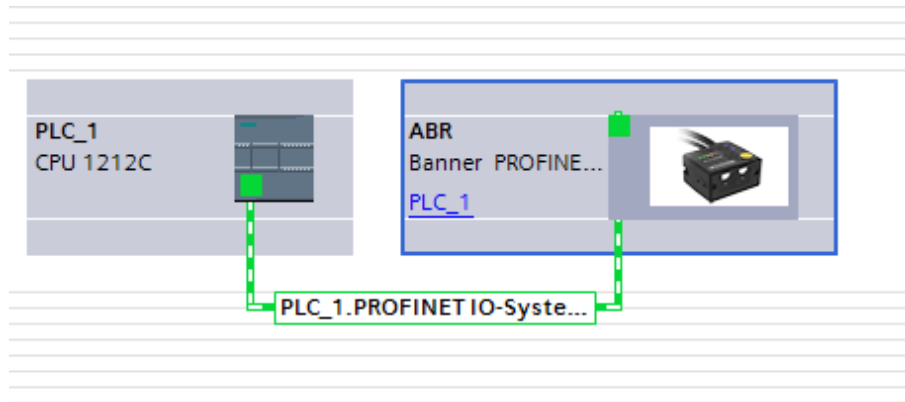 PLC_1
CPU 1212C
ABR
Banner PROFINE...
PLC_1
PLC_1.PROFINET IO-Syste...